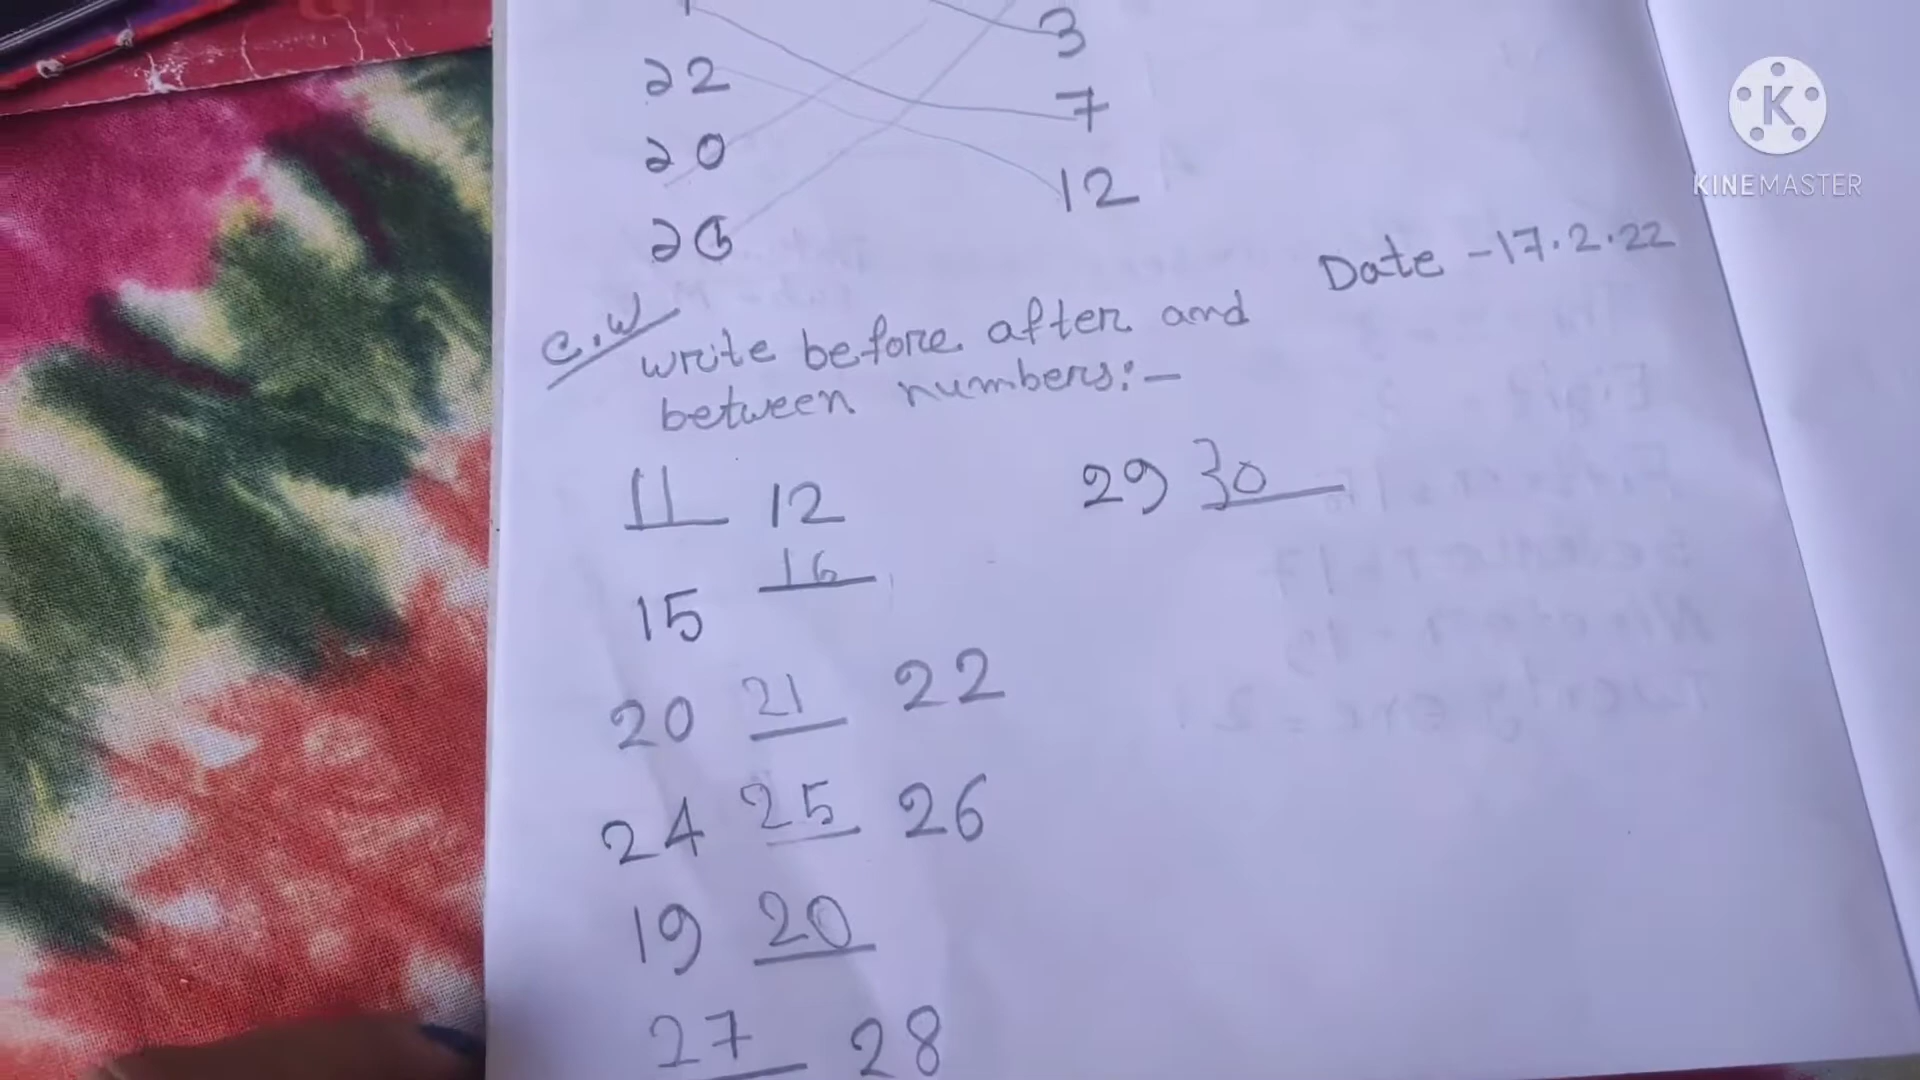 3
22
7
20
12
26
Date - 17.2.22
C.W
write before after and
between numbers:-
11 12
29 30
15 16
20 21 22
24 25 26
19 20
27 28
K
KINEMASTER